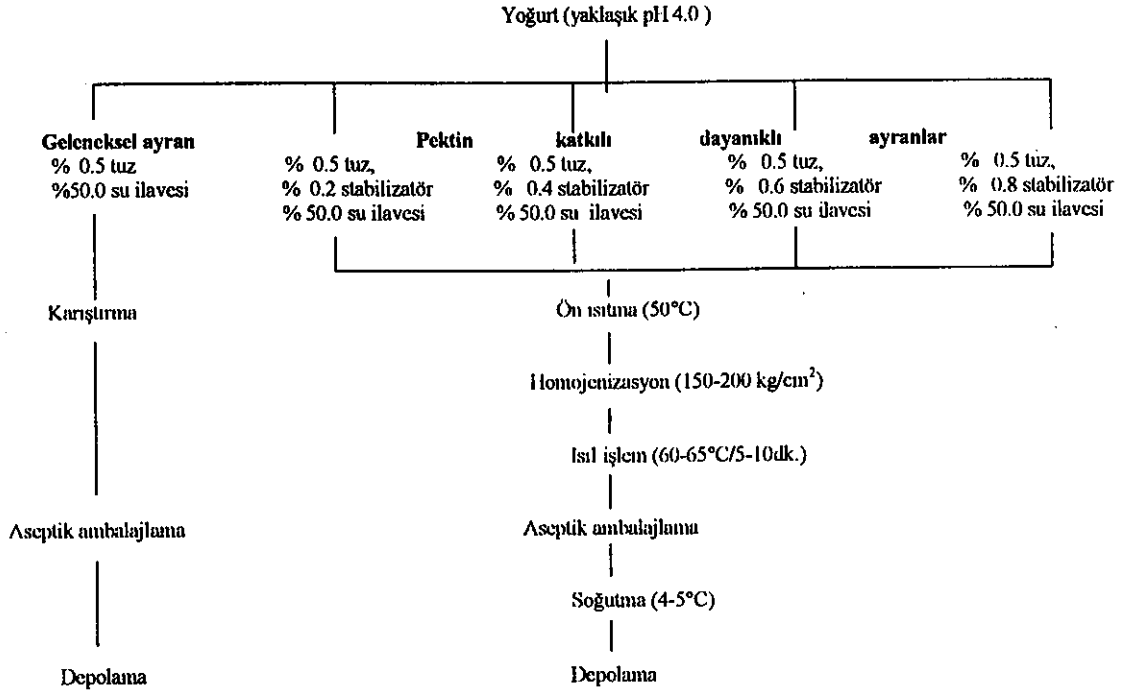 Yoğurt (yaklaşık pH 4.0 )
Geleneksel ayran
% 0.5 tuz
%50.0 su ilavesi
Pektin katkılı dayanıklı ayranlar
% 0.5 tuz,
% 0.2 stabilizatör
% 50.0 su ilavesi
% 0.5 tuz,
% 0.4 stabilizatör
% 50.0 su ilavesi
% 0.5 tuz,
% 0.6 stabilizatör
% 50.0 su ilavesi
% 0.5 tuz,
% 0.8 stabilizatör
% 50.0 su ilavesi
Karıştırma
Aseptik ambalajlama
Depolama
Ön ısıtma (50°C)
Homojenizasyon (150-200 kg/cm²)
Isıl işlem (60-65°C/5-10dk.)
Aseptik ambalajlama
Soğutma (4-5°C)
Depolama